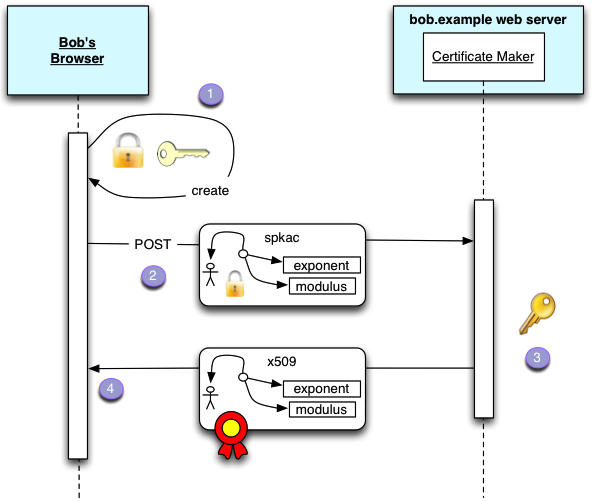 Bob's
Browser
bob.example web server
Certificate Maker
1
create
POST
spkac
exponent
modulus
2
3
x509
exponent
modulus
4